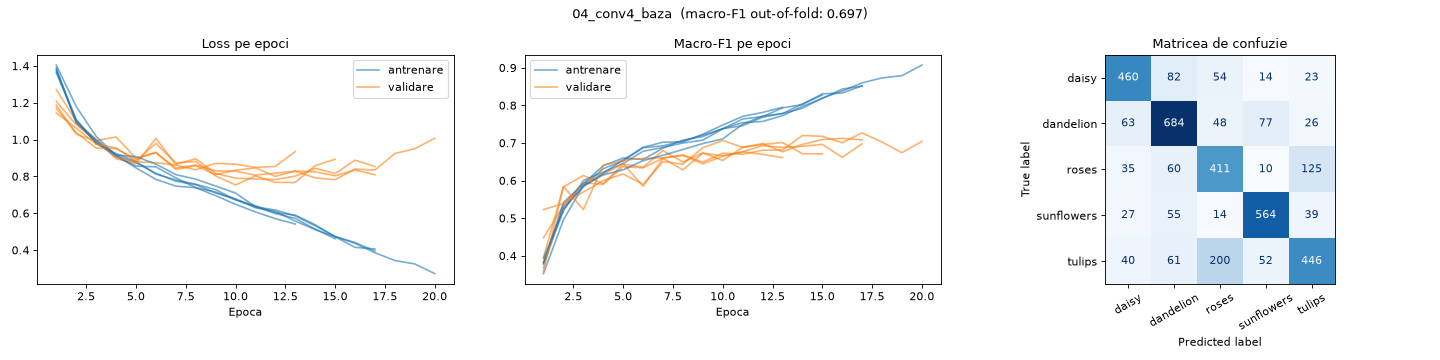 04_conv4_baza  (macro-F1 out-of-fold: 0.697)
Loss pe epoci
1.4
1.2
1.0
0.8
0.6
0.4
antrenare
validare
2.5 5.0 7.5 10.0 12.5 15.0 17.5 20.0
Epoca
Macro-F1 pe epoci
0.9
0.8
0.7
0.6
0.5
0.4
antrenare
validare
2.5 5.0 7.5 10.0 12.5 15.0 17.5 20.0
Epoca
Matricea de confuzie
True label
daisy 460 82 54 14 23
dandelion 63 684 48 77 26
roses 35 60 411 10 125
sunflowers 27 55 14 564 39
tulips 40 61 200 52 446
daisy dandelion roses sunflowers tulips
Predicted label